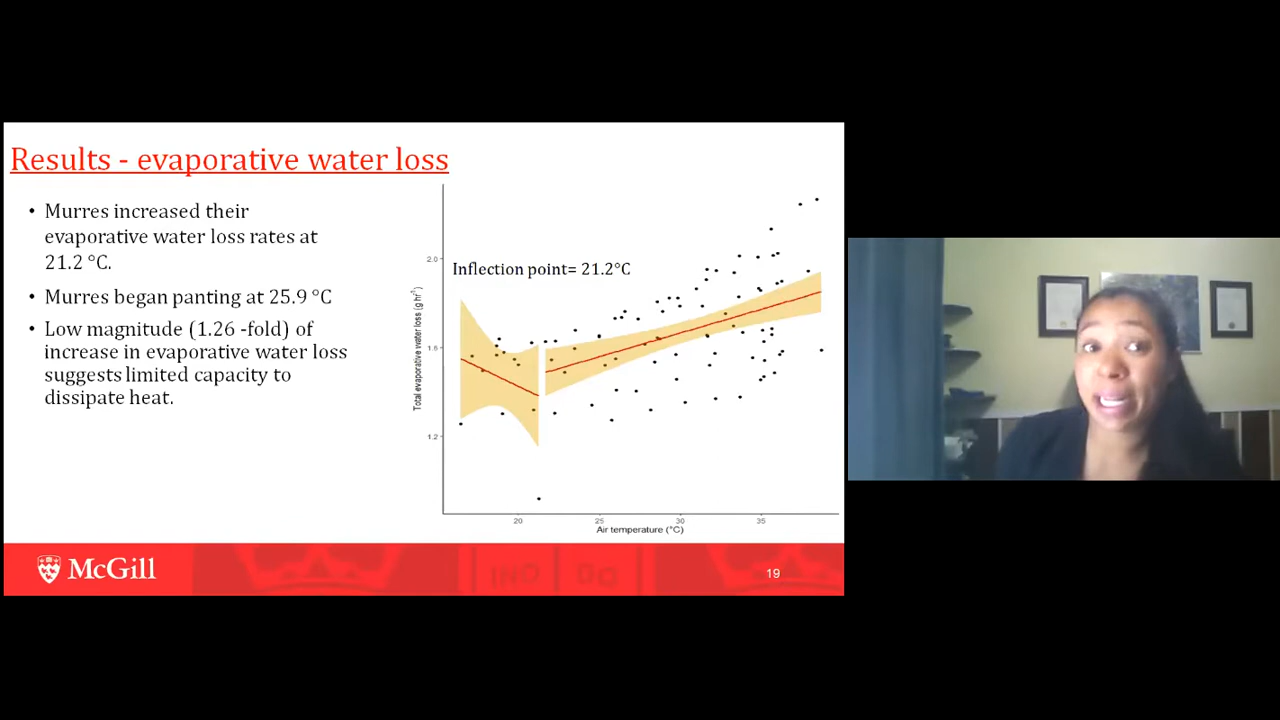 Results - evaporative water loss
• Murres increased their
evaporative water loss rates at
21.2 °C.
• Murres began panting at 25.9 °C
• Low magnitude (1.26 -fold) of
increase in evaporative water loss
suggests limited capacity to
dissipate heat.
Inflection point= 21.2°C
Total evaporative water loss (g hr⁻¹)
2.0
1.6
1.2
20
25
30
35
Air temperature (°C)
McGill
19